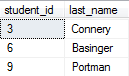 student_id last_name
3 Connery
6 Basinger
9 Portman